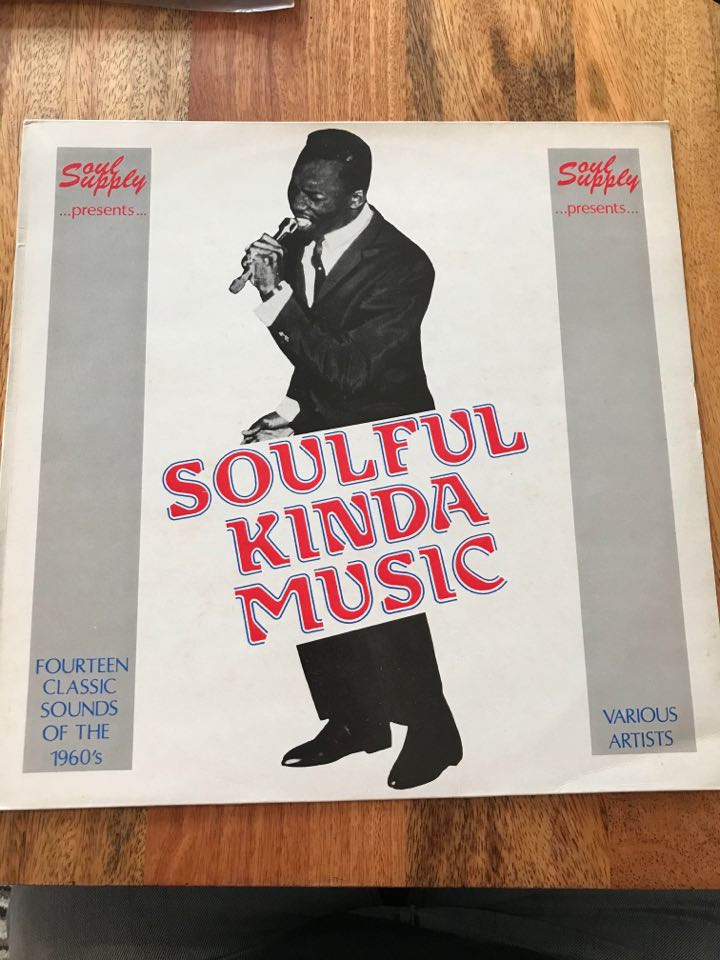 Soul
Supply
...presents...
Soul
Supply
...presents...
SOULFUL
KINDA
MUSIC
FOURTEEN
CLASSIC
SOUNDS
OF THE
1960's
VARIOUS
ARTISTS